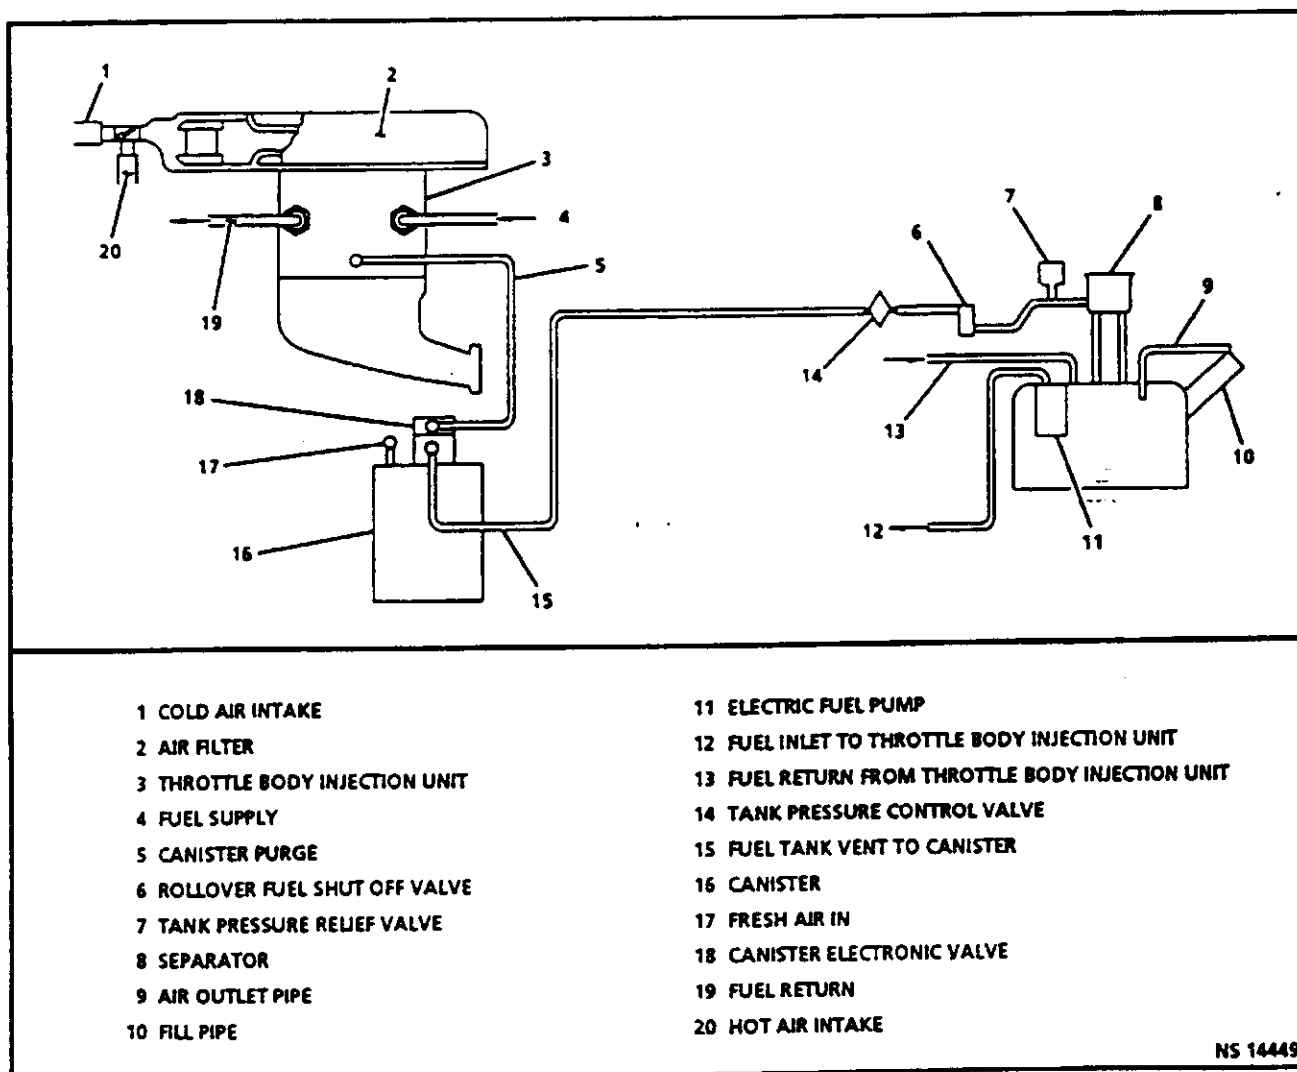 1
2
3
4
5
6
7
8
9
10
11
12
13
14
15
16
17
18
19
20
1 COLD AIR INTAKE
2 AIR FILTER
3 THROTTLE BODY INJECTION UNIT
4 FUEL SUPPLY
5 CANISTER PURGE
6 ROLLOVER FUEL SHUT OFF VALVE
7 TANK PRESSURE RELIEF VALVE
8 SEPARATOR
9 AIR OUTLET PIPE
10 FILL PIPE
11 ELECTRIC FUEL PUMP
12 FUEL INLET TO THROTTLE BODY INJECTION UNIT
13 FUEL RETURN FROM THROTTLE BODY INJECTION UNIT
14 TANK PRESSURE CONTROL VALVE
15 FUEL TANK VENT TO CANISTER
16 CANISTER
17 FRESH AIR IN
18 CANISTER ELECTRONIC VALVE
19 FUEL RETURN
20 HOT AIR INTAKE
NS 14449